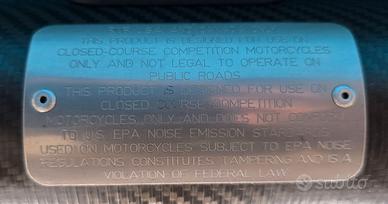 THIS PRODUCT IS DESIGNED FOR USE ON
CLOSED-COURSE COMPETITION MOTORCYCLES
ONLY AND NOT LEGAL TO OPERATE ON
PUBLIC ROADS
THIS PRODUCT IS DESIGNED FOR USE ON
CLOSED COURSE COMPETITION
MOTORCYCLES ONLY AND DOES NOT
TO U.S. EPA NOISE EMISSION
USED ON MOTORCYCLES SUBJECT TO EPA NOISE
REGULATIONS CONSTITUTES TAMPERING AND IS A
VIOLATION OF FEDERAL LAW
subito